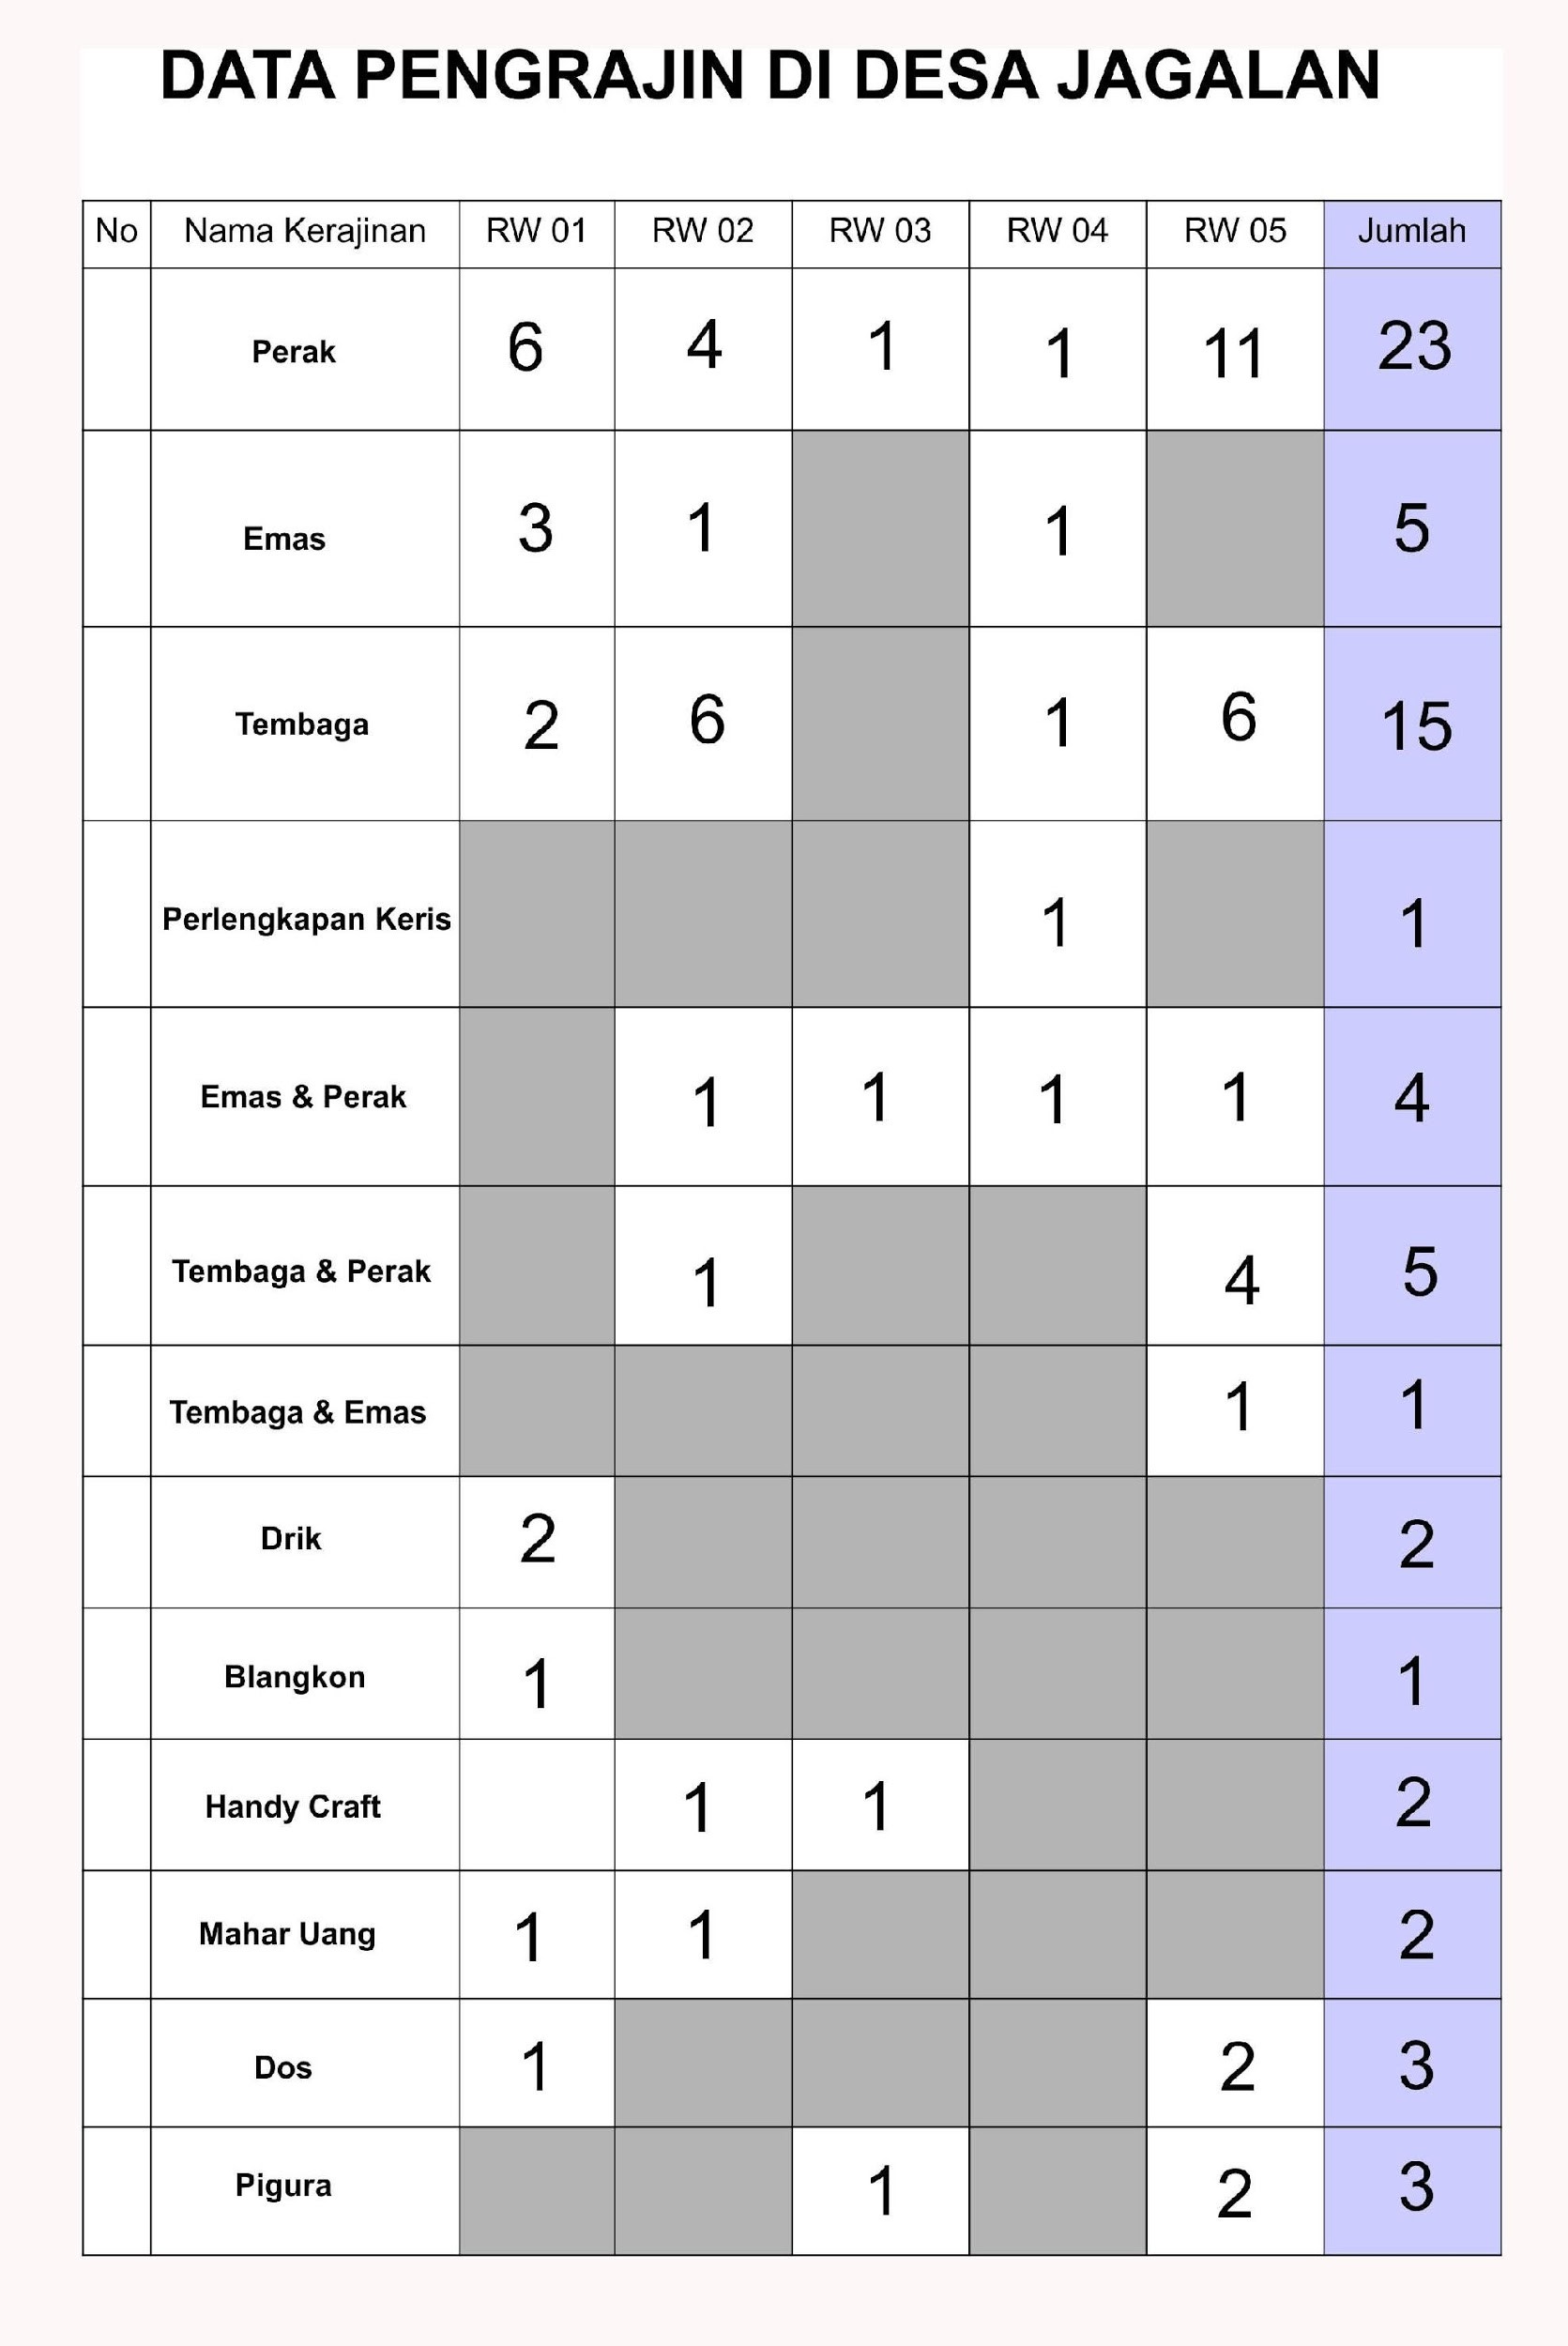 DATA PENGRAJIN DI DESA JAGALAN
No Nama Kerajinan RW 01 RW 02 RW 03 RW 04 RW 05 Jumlah
Perak 6 4 1 1 11 23
Emas 3 1 1 5
Tembaga 2 6 1 6 15
Perlengkapan Keris 1 1
Emas & Perak 1 1 1 1 4
Tembaga & Perak 1 4 5
Tembaga & Emas 1 1
Drik 2 2
Blangkon 1 1
Handy Craft 1 1 2
Mahar Uang 1 1 2
Dos 1 2 3
Pigura 1 2 3